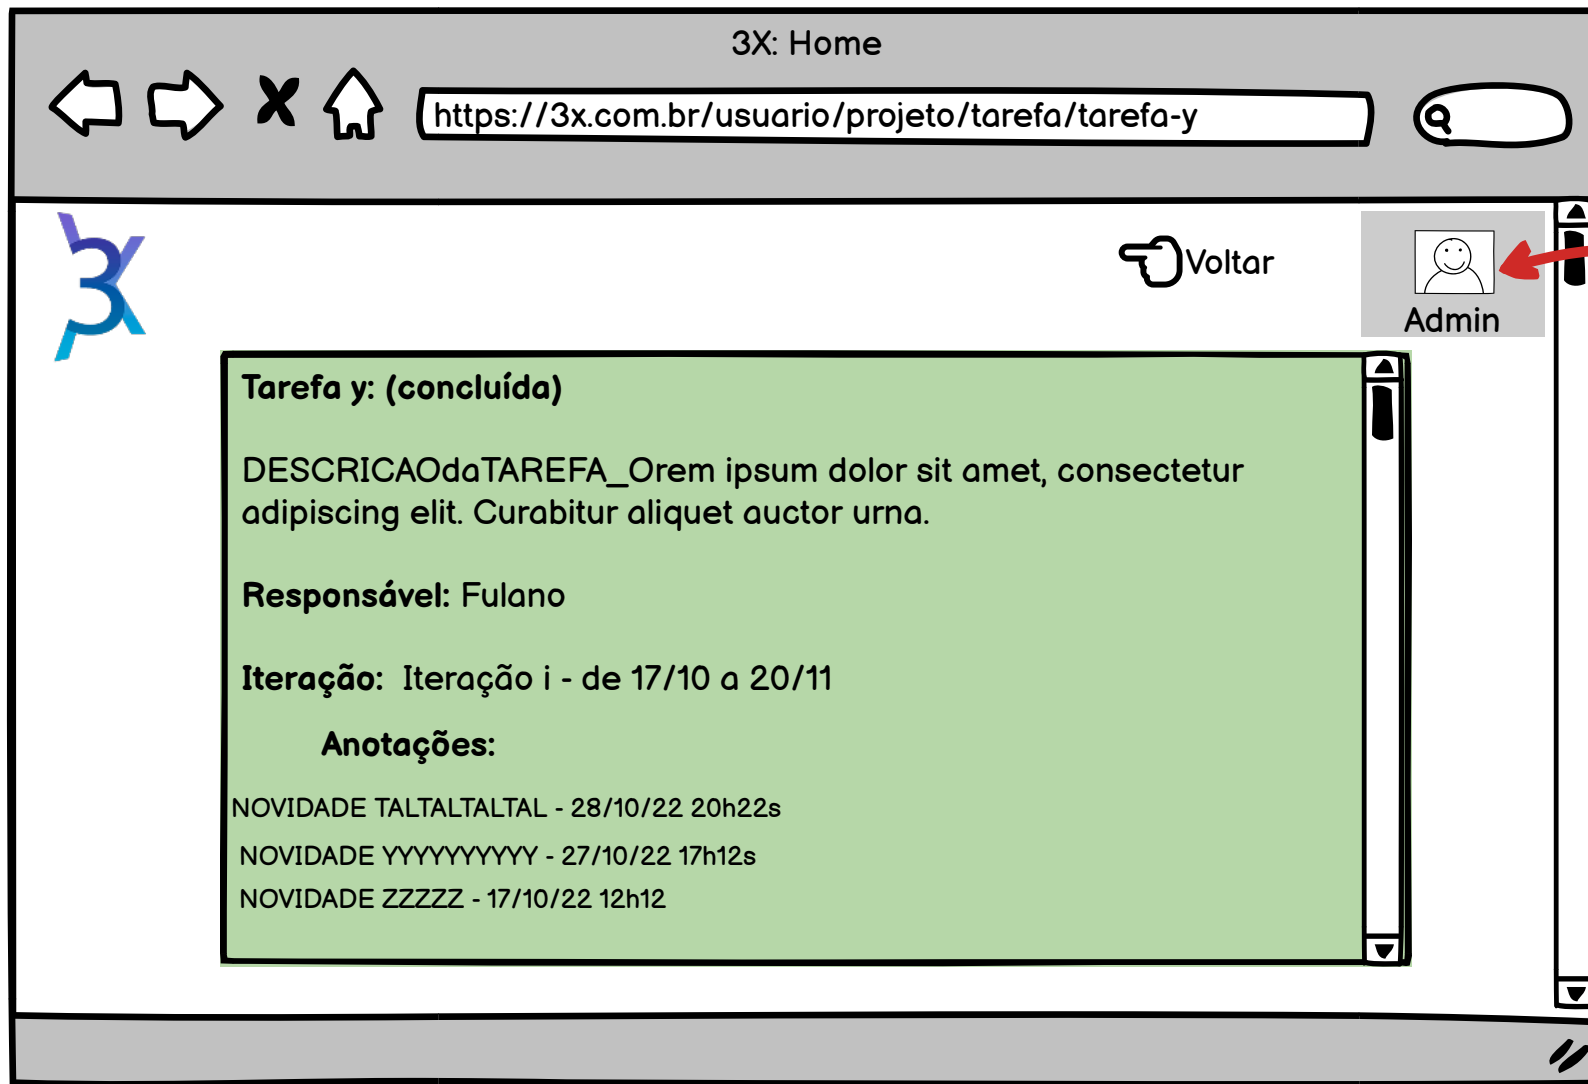 3X: Home
https://3x.com.br/usuario/projeto/tarefa/tarefa-y
3X
Voltar
Admin
Tarefa y: (concluída)
DESCRICAOdaTAREFA_Orem ipsum dolor sit amet, consectetur
adipiscing elit. Curabitur aliquet auctor urna.
Responsável: Fulano
Iteração: Iteração i - de 17/10 a 20/11
Anotações:
NOVIDADE TALTALTALTAL - 28/10/22 20h22s
NOVIDADE YYYYYYYYYY - 27/10/22 17h12s
NOVIDADE ZZZZZ - 17/10/22 12h12